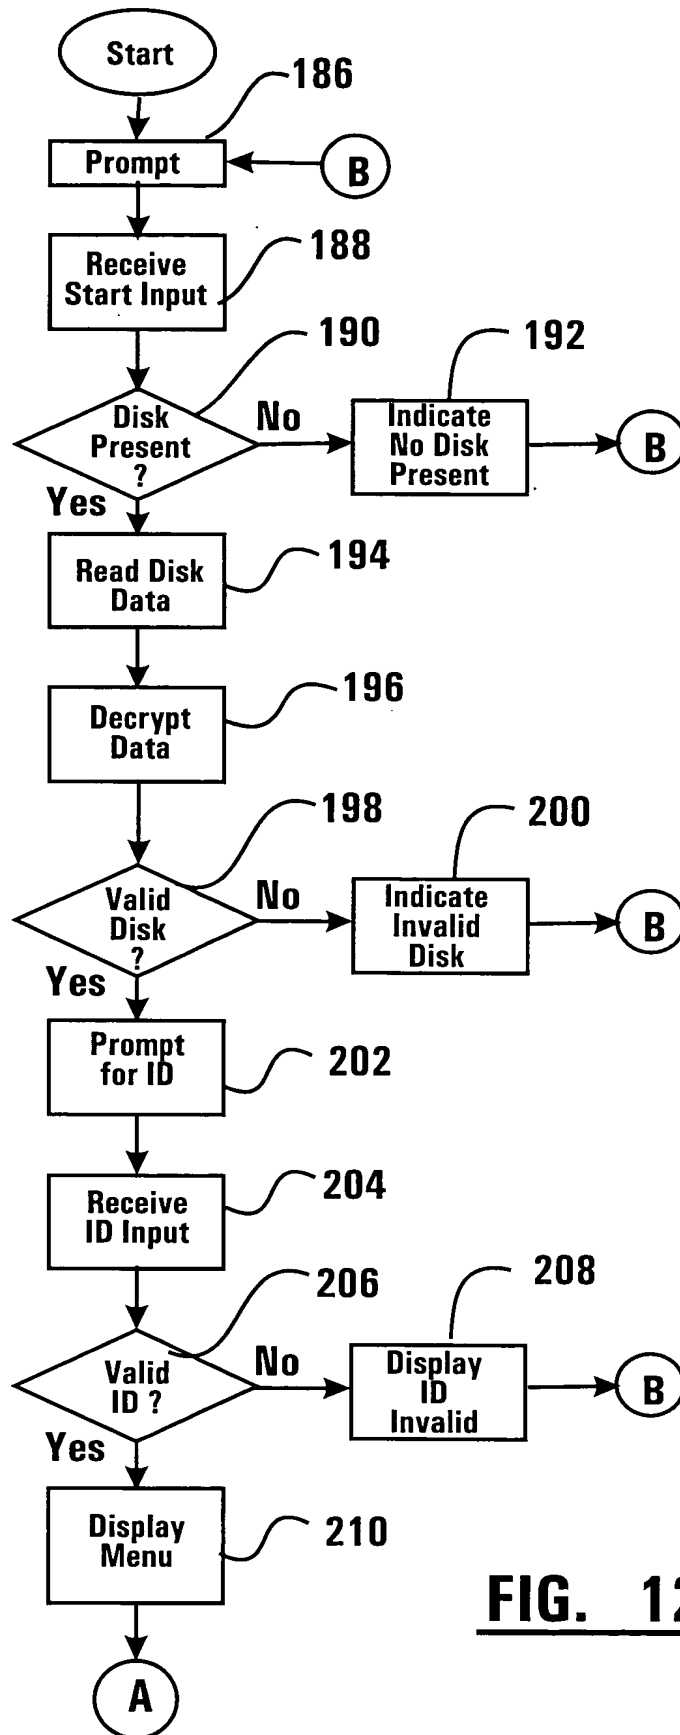 Start
186
Prompt
B
188
Receive
Start Input
190
192
Disk
Present
?
No
Indicate
No Disk
Present
B
Yes
194
Read Disk
Data
196
Decrypt
Data
198
200
Valid
Disk
?
No
Indicate
Invalid
Disk
B
Yes
Prompt
for ID
202
204
Receive
ID Input
206
208
Valid
ID ?
No
Display
ID
Invalid
B
Yes
Display
Menu
210
FIG. 12
A